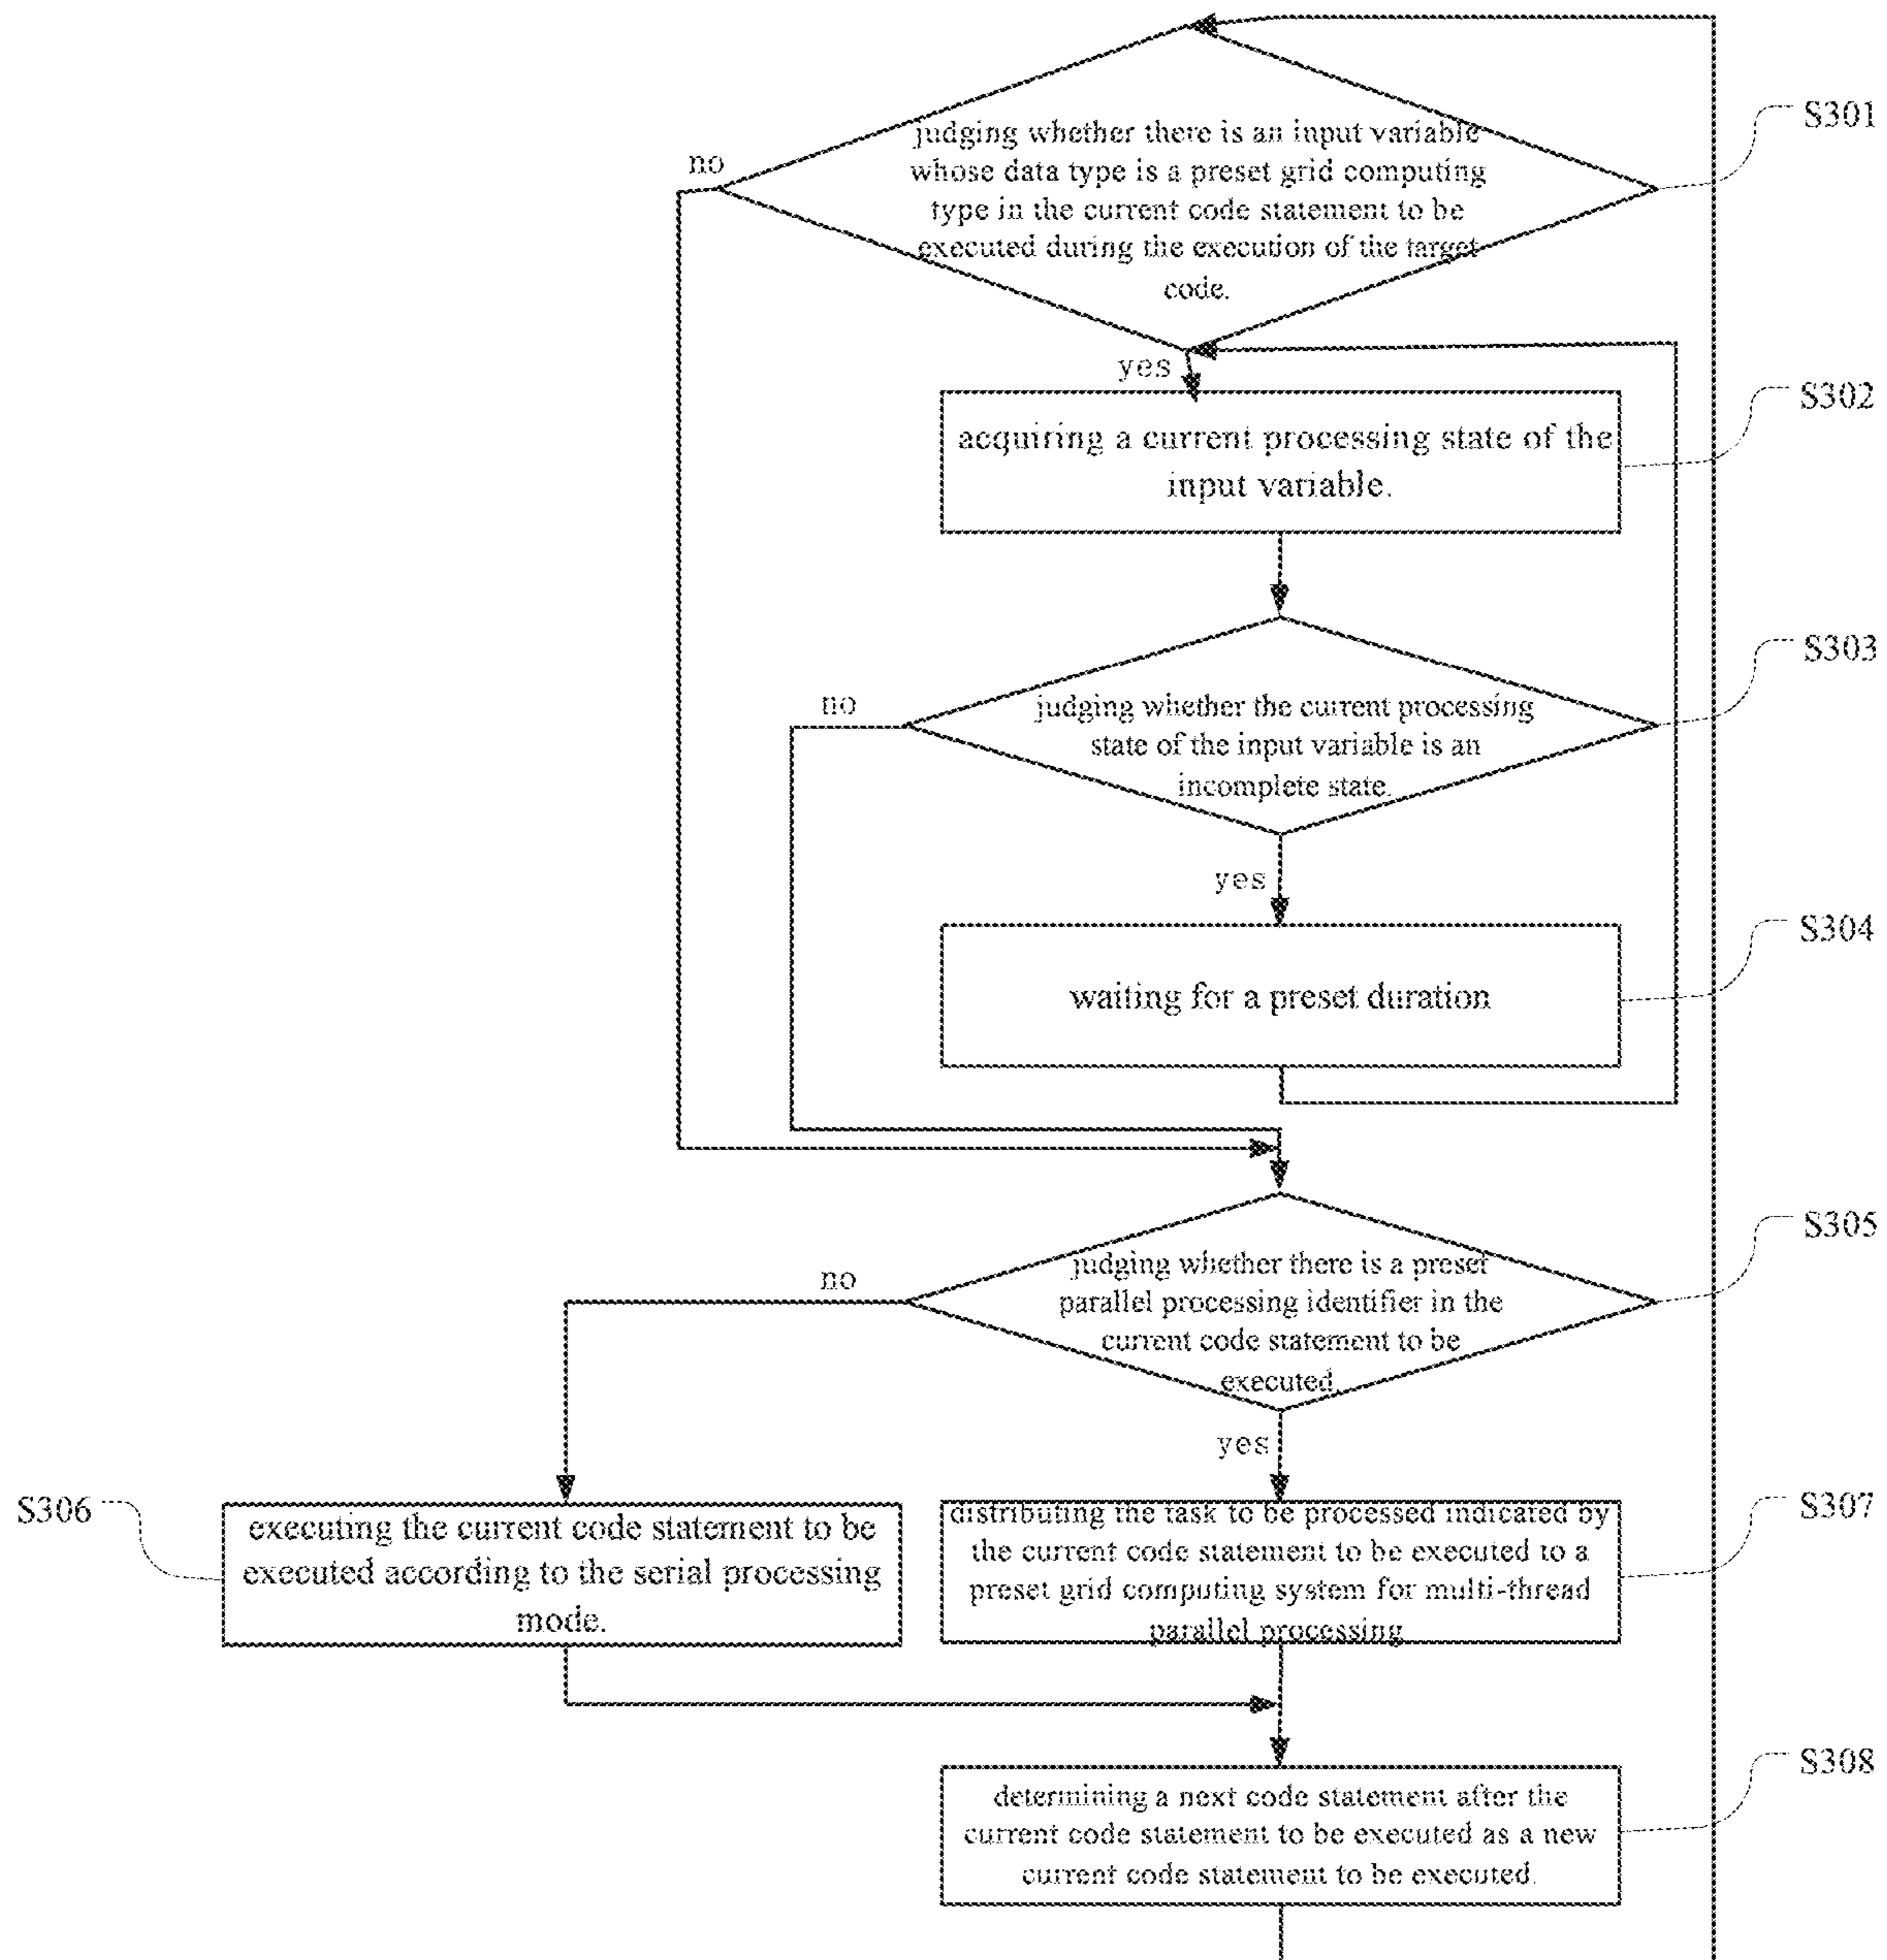 S301
judging whether there is an input variable
whose data type is a preset grid computing
type in the current code statement to be
executed during the execution of the target
code.
no
yes
S302
acquiring a current processing state of the
input variable.
S303
no
judging whether the current processing
state of the input variable is an
incomplete state.
yes
S304
waiting for a preset duration
S305
no
judging whether there is a preset
parallel processing identifier in the
current code statement to be
executed.
yes
S306
executing the current code statement to be
executed according to the serial processing
mode.
S307
distributing the task to be processed indicated by
the current code statement to be executed to a
preset grid computing system for multi-thread
parallel processing
S308
determining a next code statement after the
current code statement to be executed as a new
current code statement to be executed.